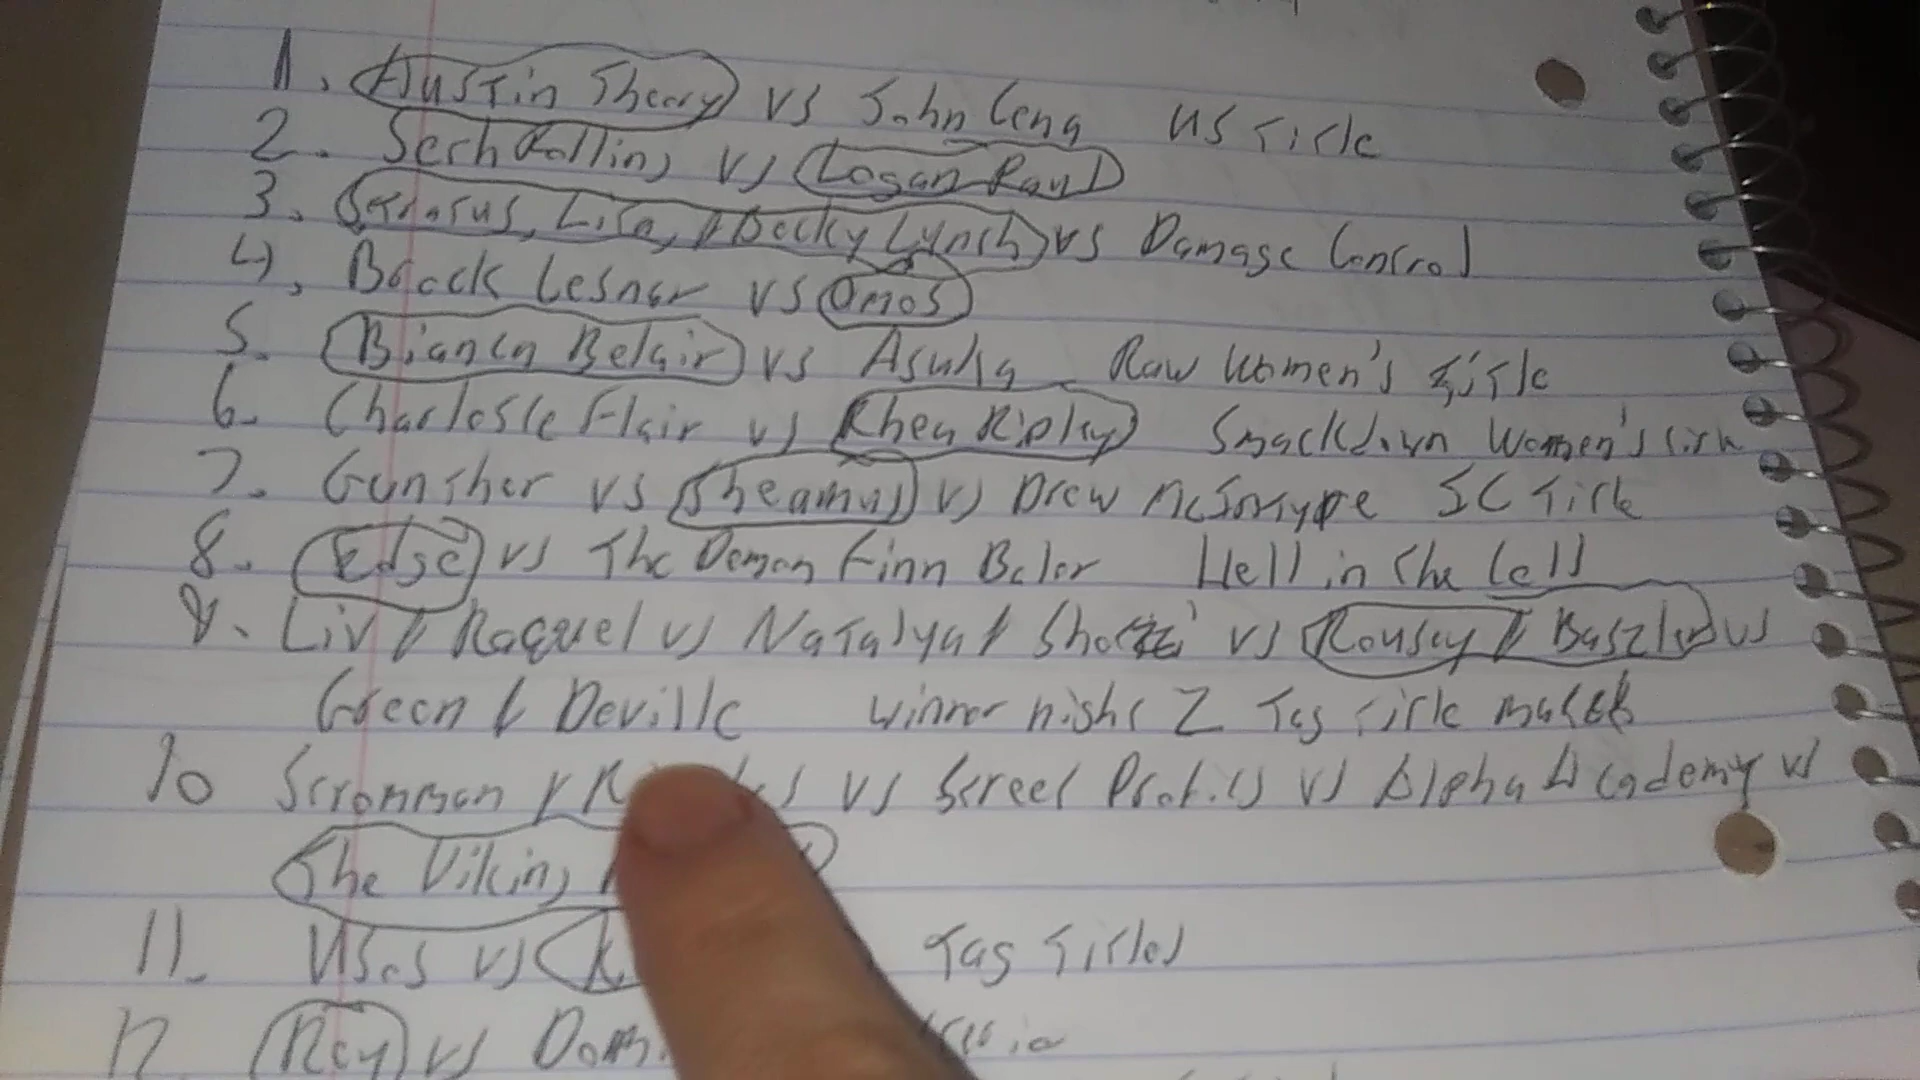 1. Austin Theory vs John Cena US Title
2. Seth Rollins vs Logan Paul
3. Stratus, Lita, & Becky Lynch vs Damage Control
4, Brock Lesnar vs Omos
5. Bianca Belair vs Asuka Raw Women's Title
6. Charlotte Flair vs Rhea Ripley Smackdown Women's
7. Gunther vs Sheamus vs Drew McIntyre IC Title
8. Edge vs The Demon Finn Balor Hell in The Cell
9. Liv & Raquel vs Natalya & Shotzi vs Rousey & Baszler vs
Green & Deville winner night 2 Tag Title match
10 Stroman & vs Street Profits vs Alpha Academy vs
The Viking
11. Usos vs Tag Titles
12 Rey vs